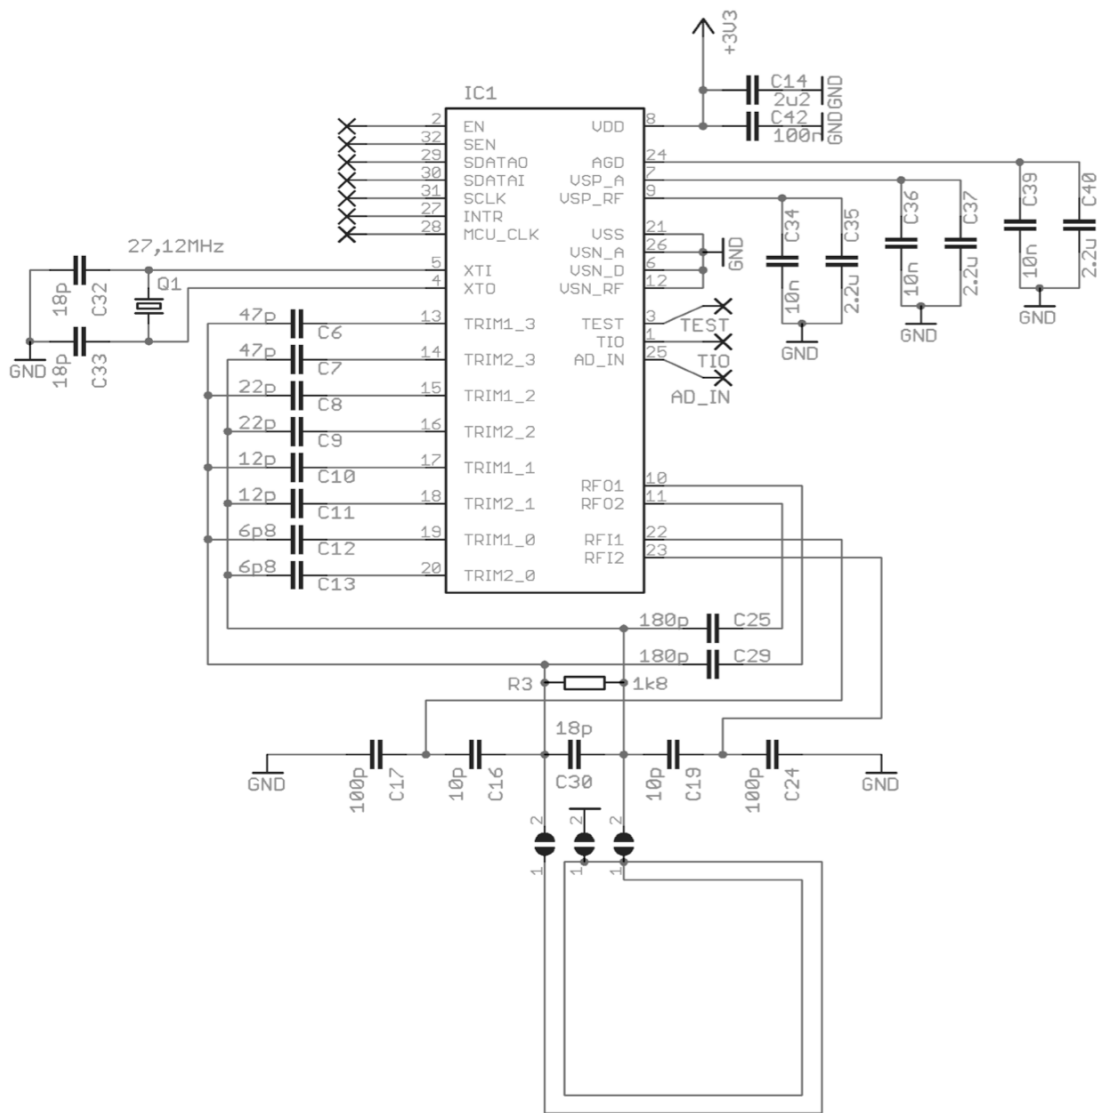 +3V3
C14
2u2
GND
C42
100n
GND
IC1
2 EN
32 SEN
29 SDATAO
30 SDATAI
31 SCLK
27 INTR
28 MCU_CLK
5 XTI
4 XTO
13 TRIM1_3
14 TRIM2_3
15 TRIM1_2
16 TRIM2_2
17 TRIM1_1
18 TRIM2_1
19 TRIM1_0
20 TRIM2_0
VDD 8
AGD 24
VSP_A 7
VSP_RF 9
VSS 21
VSN_A 26
VSN_D 6
VSN_RF 12
GND
TEST 3
TIO 1
AD_IN 25
TEST
TIO
AD_IN
RFO1 10
RFO2 11
RFI1 22
RFI2 23
C34
10n
C35
2.2u
GND
C36
10n
C37
2.2u
GND
C39
10n
C40
2.2u
GND
27,12MHz
Q1
18p
C32
18p
C33
GND
47p
C6
47p
C7
22p
C8
22p
C9
12p
C10
12p
C11
6p8
C12
6p8
C13
180p C25
180p C29
R3 1k8
18p
C30
GND
100p
C17
10p
C16
10p
C19
100p
C24
GND
2 2 2
1 1 1